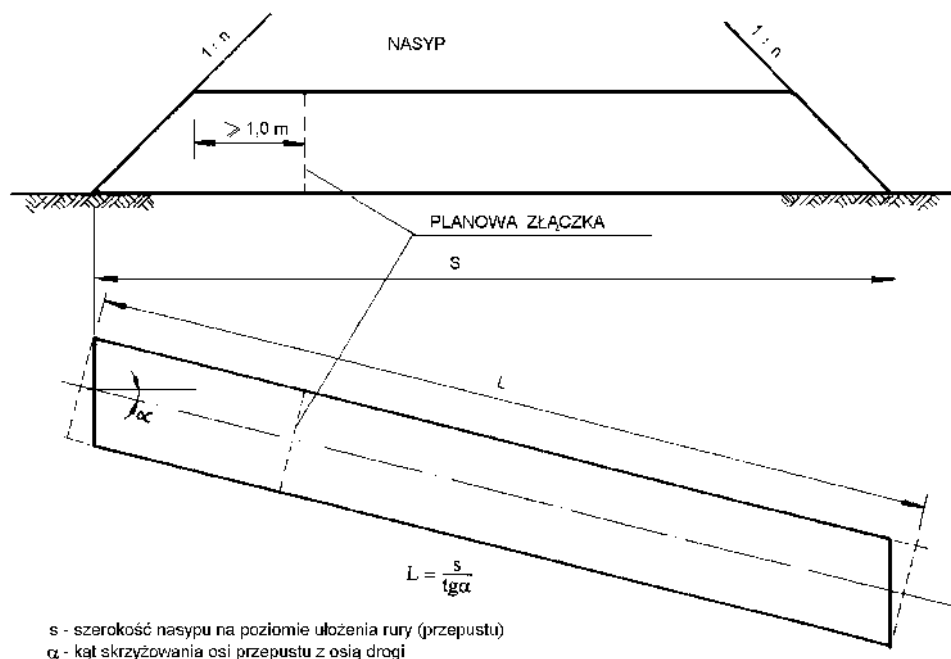 1 : n
NASYP
1 : n
⩾ 1,0 m
PLANOWA ZŁĄCZKA
S
L
α
L = s / tgα
s - szerokość nasypu na poziomie ułożenia rury (przepustu)
α - kąt skrzyżowania osi przepustu z osią drogi